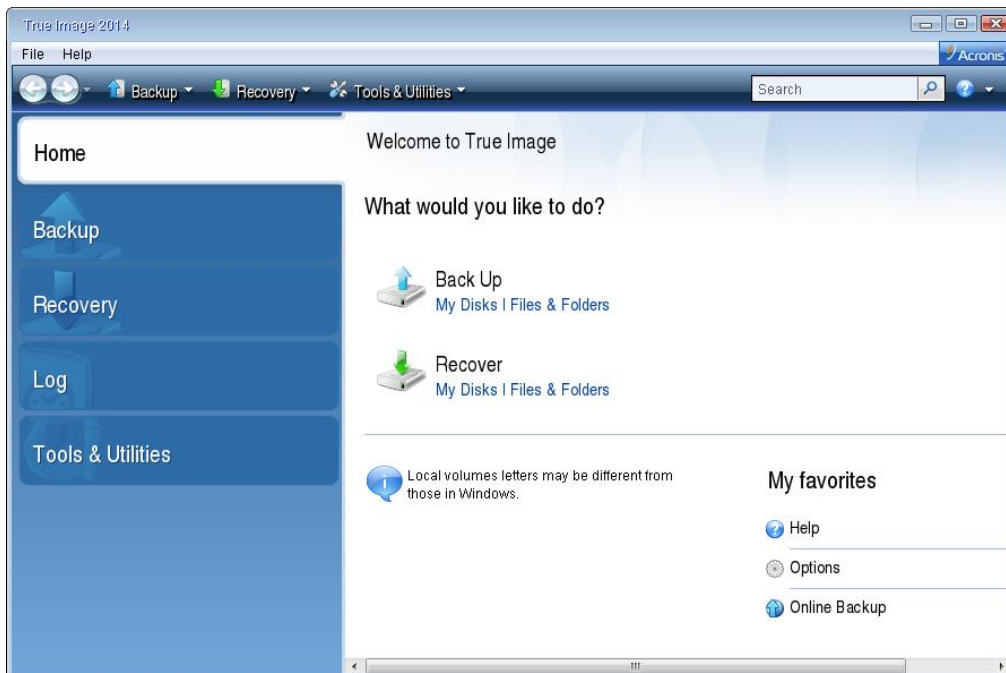 True Image 2014
File Help
Acronis
Backup Recovery Tools & Utilities Search
Home
Backup
Recovery
Log
Tools & Utilities
Welcome to True Image
What would you like to do?
Back Up
My Disks | Files & Folders
Recover
My Disks | Files & Folders
Local volumes letters may be different from
those in Windows.
My favorites
Help
Options
Online Backup